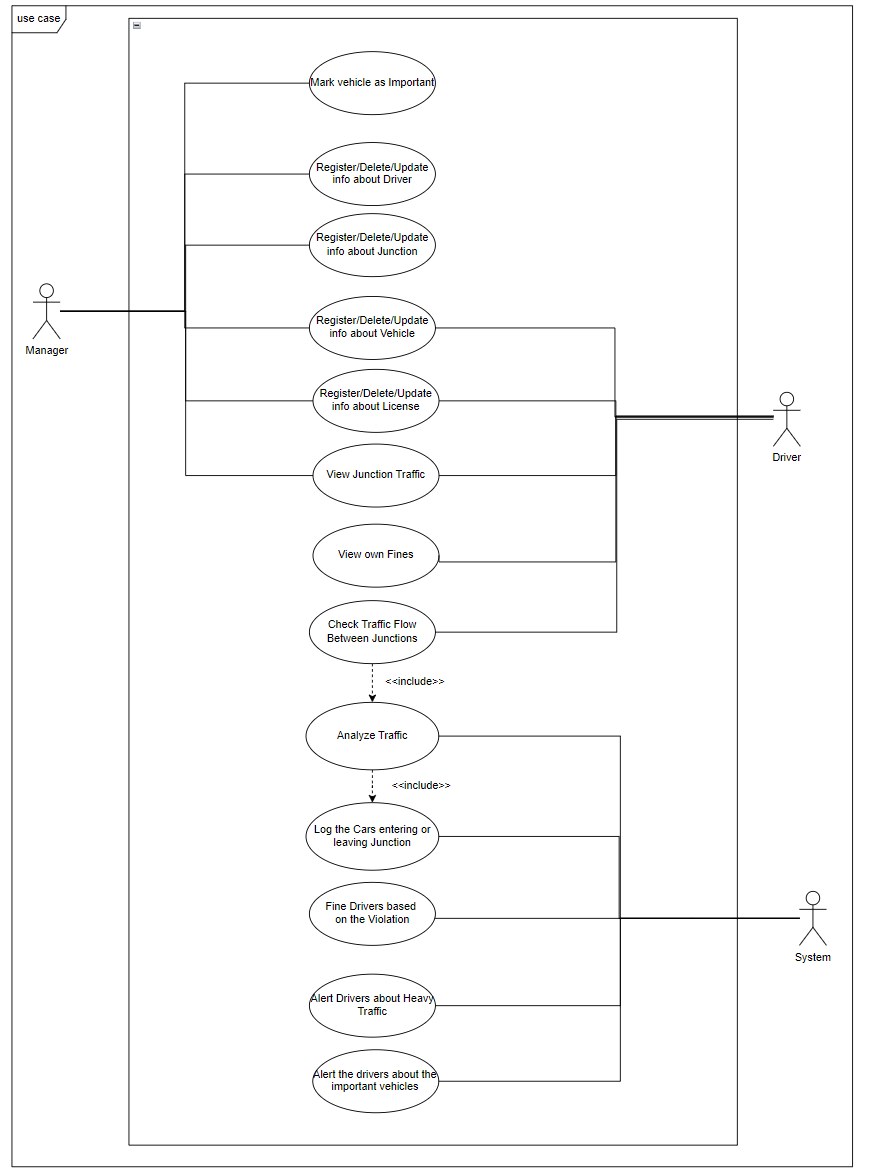 use case
Mark vehicle as Important
Register/Delete/Update
info about Driver
Register/Delete/Update
info about Junction
Register/Delete/Update
info about Vehicle
Manager
Register/Delete/Update
info about License
Driver
View Junction Traffic
View own Fines
Check Traffic Flow
Between Junctions
<<include>>
Analyze Traffic
<<include>>
Log the Cars entering or
leaving Junction
Fine Drivers based
on the Violation
System
Alert Drivers about Heavy
Traffic
Alert the drivers about the
important vehicles